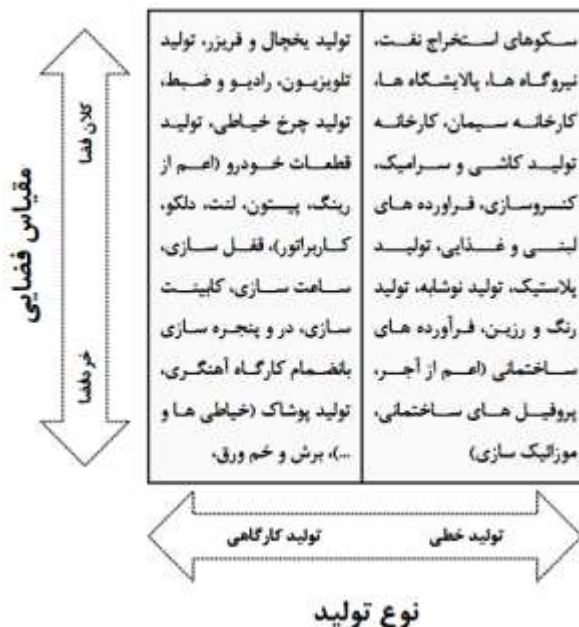 سکوهای استخراج نفت،
نیروگاه ها، پالایشگاه ها،
کارخانه سیمان، کارخانه
تولید کاشی و سرامیک،
کنسروسازی، فراورده های
لبنی و غذایی، تولید
پلاستیک، تولید نوشابه، تولید
رنگ و رزین، فرآورده های
ساختمانی (اعم از آجر،
پروفیل های ساختمانی،
موزائیک سازی)
تولید یخچال و فریزر، تولید
تلویزیون، رادیو و ضبط،
تولید چرخ خیاطی، تولید
قطعات خودرو (اعم از
رینگ، پیستون، لنت، دلکو،
کاربراتور)، قفل سازی،
ساعت سازی، کابینت
سازی، در و پنجره سازی
بانضمام کارگاه آهنگری،
تولید پوشاک (خیاطی ها و
...)، برش و خم ورق،
کلان فضا
خردفضا
مقیاس فضایی
تولید خطی
تولید کارگاهی
نوع تولید